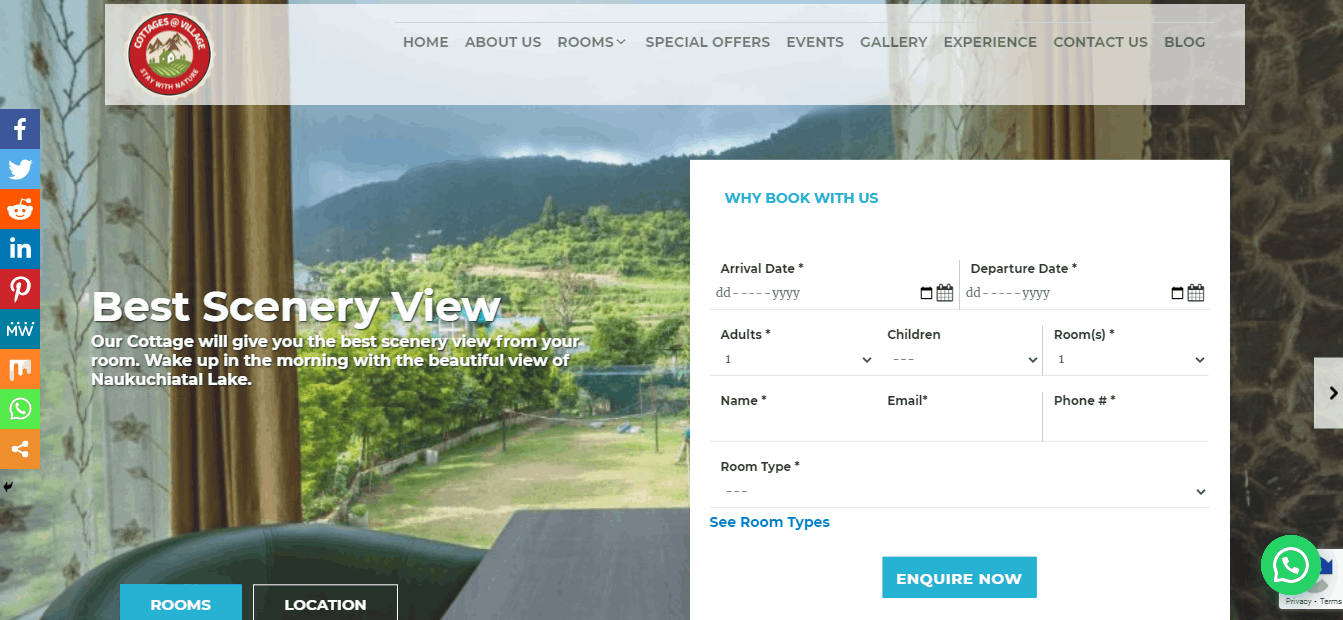 COTTAGES @ VILLAGE
STAY WITH NATURE
HOME ABOUT US ROOMS SPECIAL OFFERS EVENTS GALLERY EXPERIENCE CONTACT US BLOG
WHY BOOK WITH US
Arrival Date * Departure Date *
dd-----yyyy dd-----yyyy
Best Scenery View
Our Cottage will give you the best scenery view from your
room. Wake up in the morning with the beautiful view of
Naukuchiatal Lake.
Adults * Children Room(s) *
1 --- 1
Name * Email* Phone # *
Room Type *
---
See Room Types
ENQUIRE NOW
ROOMS LOCATION
in
MW
Privacy - Terms